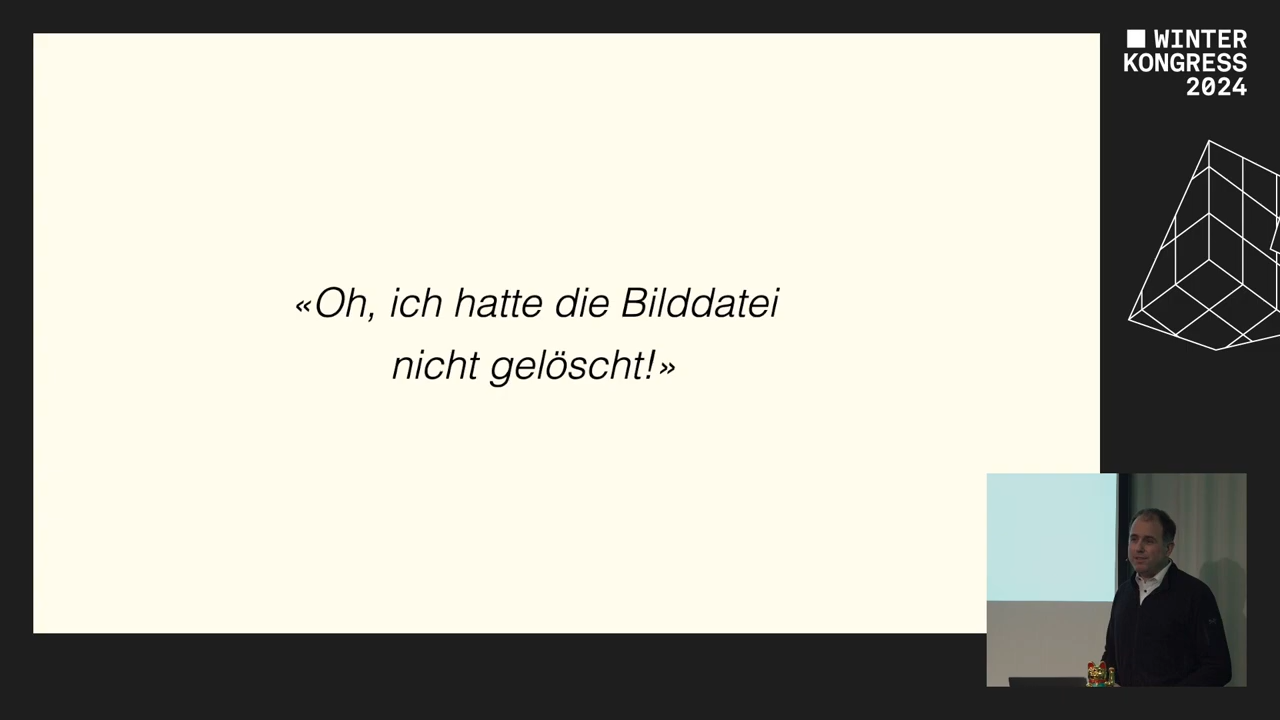 WINTER
KONGRESS
2024
«Oh, ich hatte die Bilddatei
nicht gelöscht!»